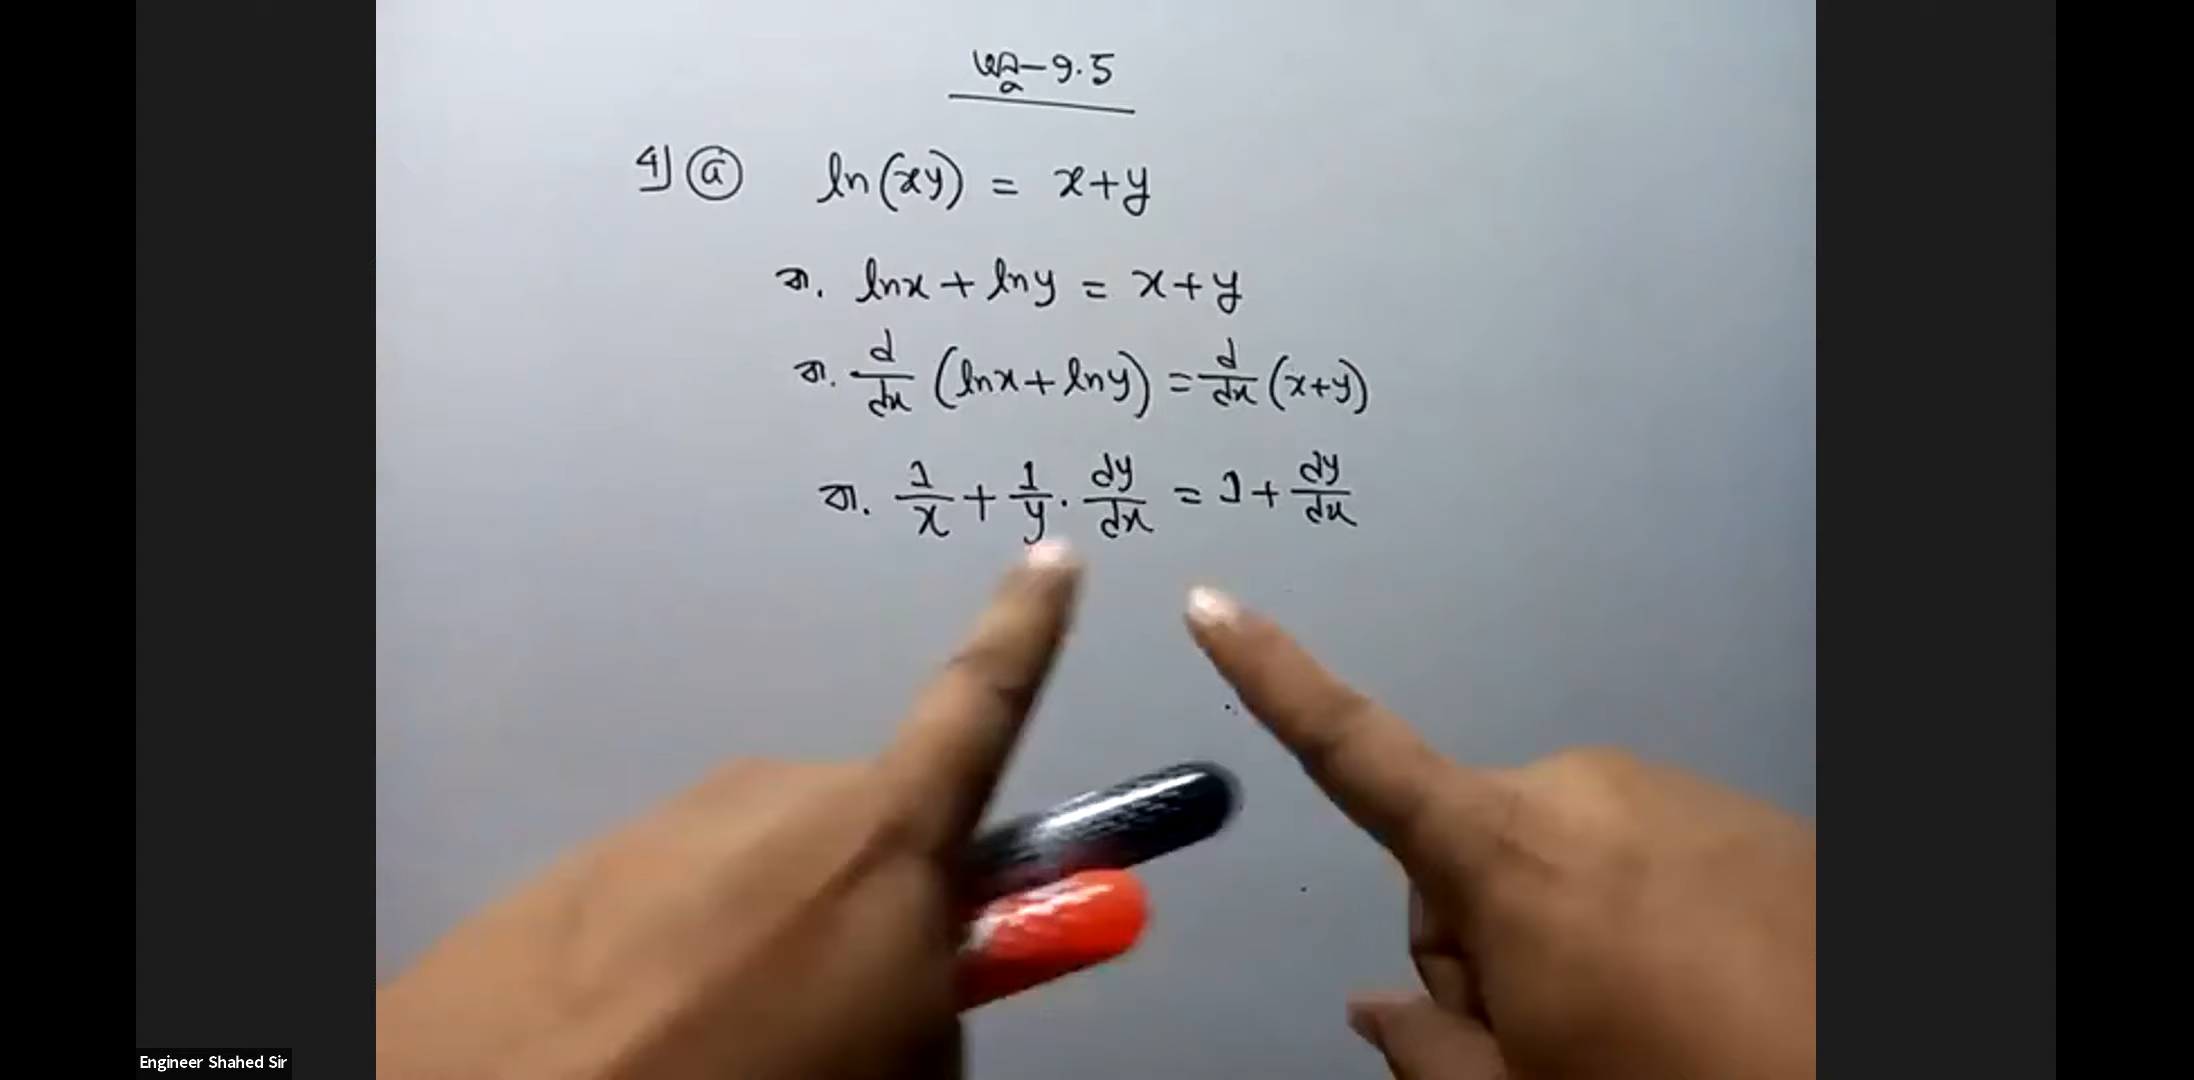 অনু-9.5
4) (a) ln(xy) = x+y
বা. lnx + lny = x+y
বা. d/dx (lnx + lny) = d/dx (x+y)
বা. 1/x + 1/y . dy/dx = 1 + dy/dx
Engineer Shahed Sir